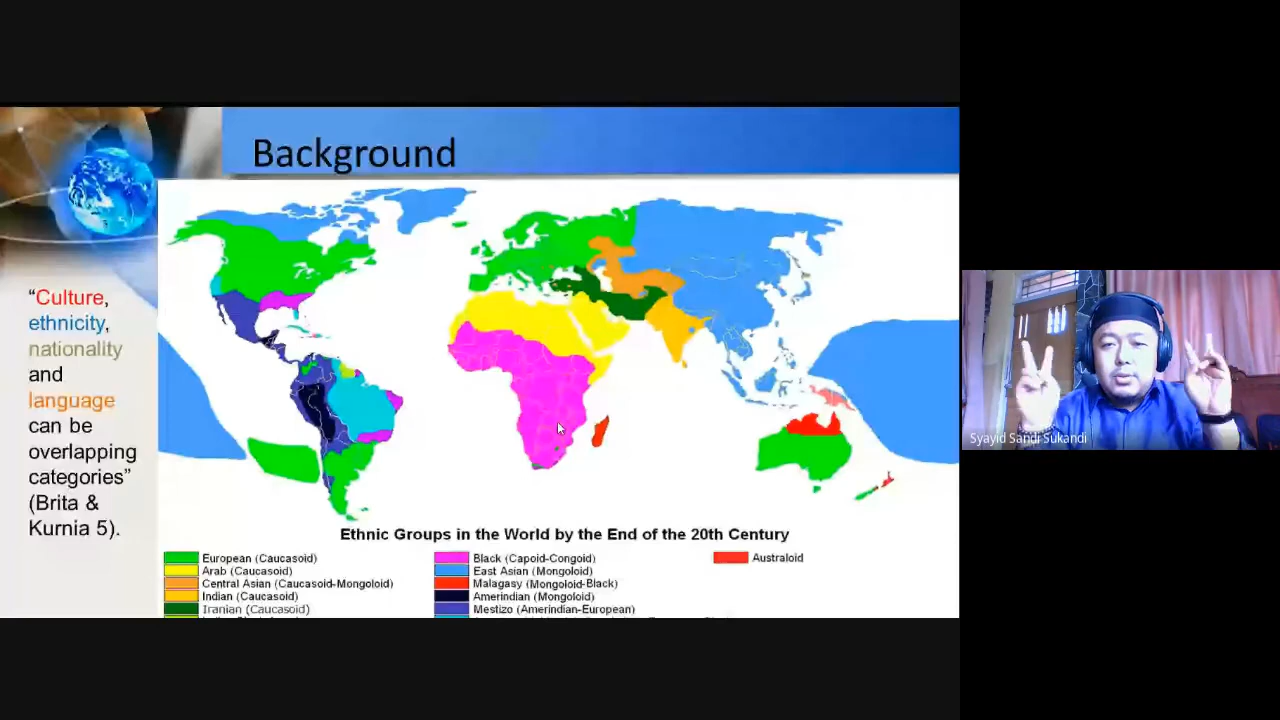 Background
“Culture,
ethnicity,
nationality
and
language
can be
overlapping
categories”
(Brita &
Kurnia 5).
Ethnic Groups in the World by the End of the 20th Century
European (Caucasoid)
Arab (Caucasoid)
Central Asian (Caucasoid-Mongoloid)
Indian (Caucasoid)
Iranian (Caucasoid)
Black (Capoid-Congoid)
East Asian (Mongoloid)
Malagasy (Mongoloid-Black)
Amerindian (Mongoloid)
Mestizo (Amerindian-European)
Australoid
Syayid Sandi Sukandi